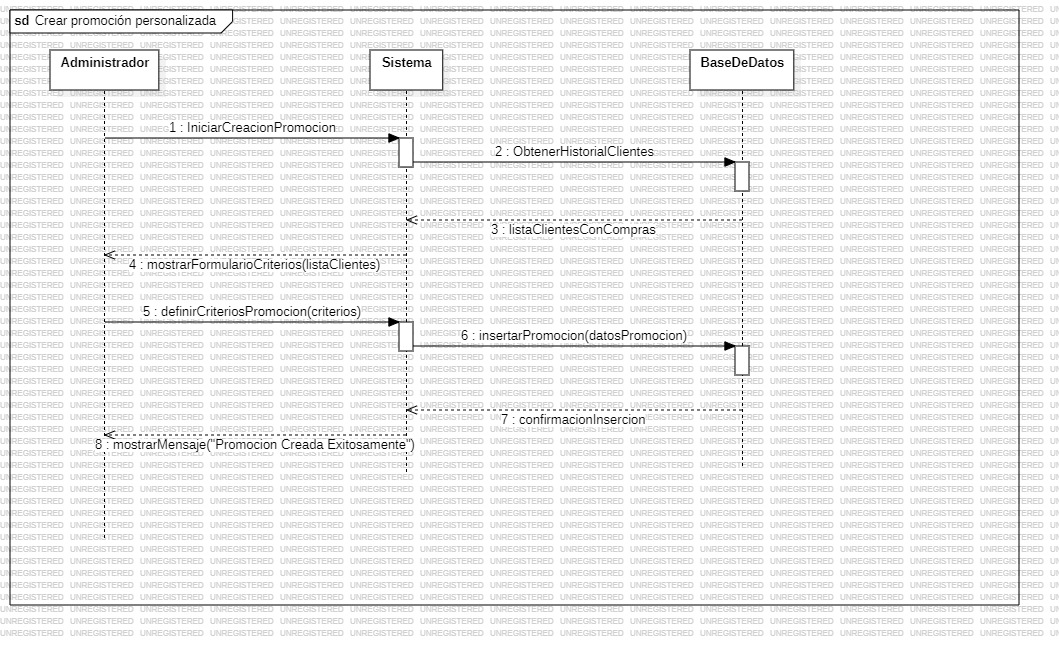 sd Crear promoción personalizada
Administrador
Sistema
BaseDeDatos
1 : IniciarCreacionPromocion
2 : ObtenerHistorialClientes
3 : listaClientesConCompras
4 : mostrarFormularioCriterios(listaClientes)
5 : definirCriteriosPromocion(criterios)
6 : insertarPromocion(datosPromocion)
7 : confirmacionInsercion
8 : mostrarMensaje("Promocion Creada Exitosamente")
UNREGISTERED